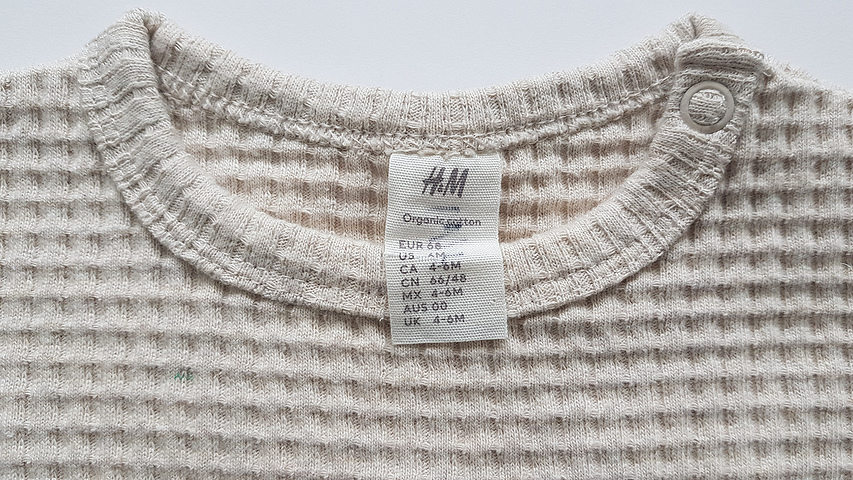 H&M
Organic cotton
EUR 68
US 4-6M
CA 4-6M
CN 66/48
MX 4-6M
AUS 00
UK 4-6M